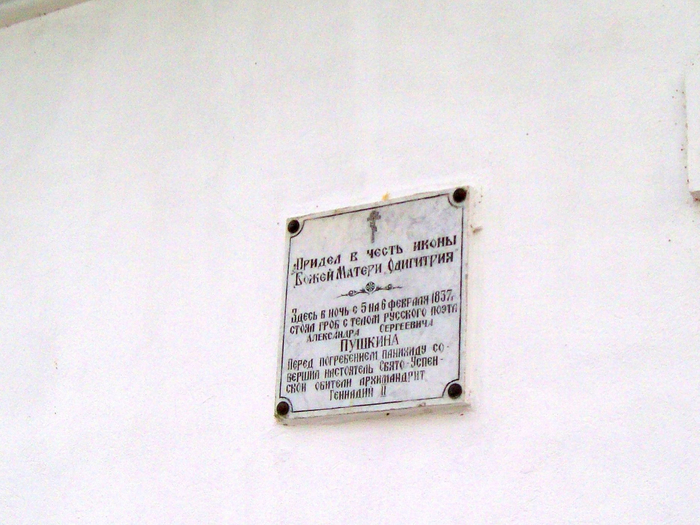 „Придел в честь иконы
Божей Матери „Одигитрия"
Здесь в ночь с 5 на 6 февраля 1837г.
стоял гроб с телом русского поэта
Александра Сергеевича
ПУШКИНА
Перед погребением панихиду со-
вершил настоятель Свято-Успен-
ской обители архимандрит
Геннадий II